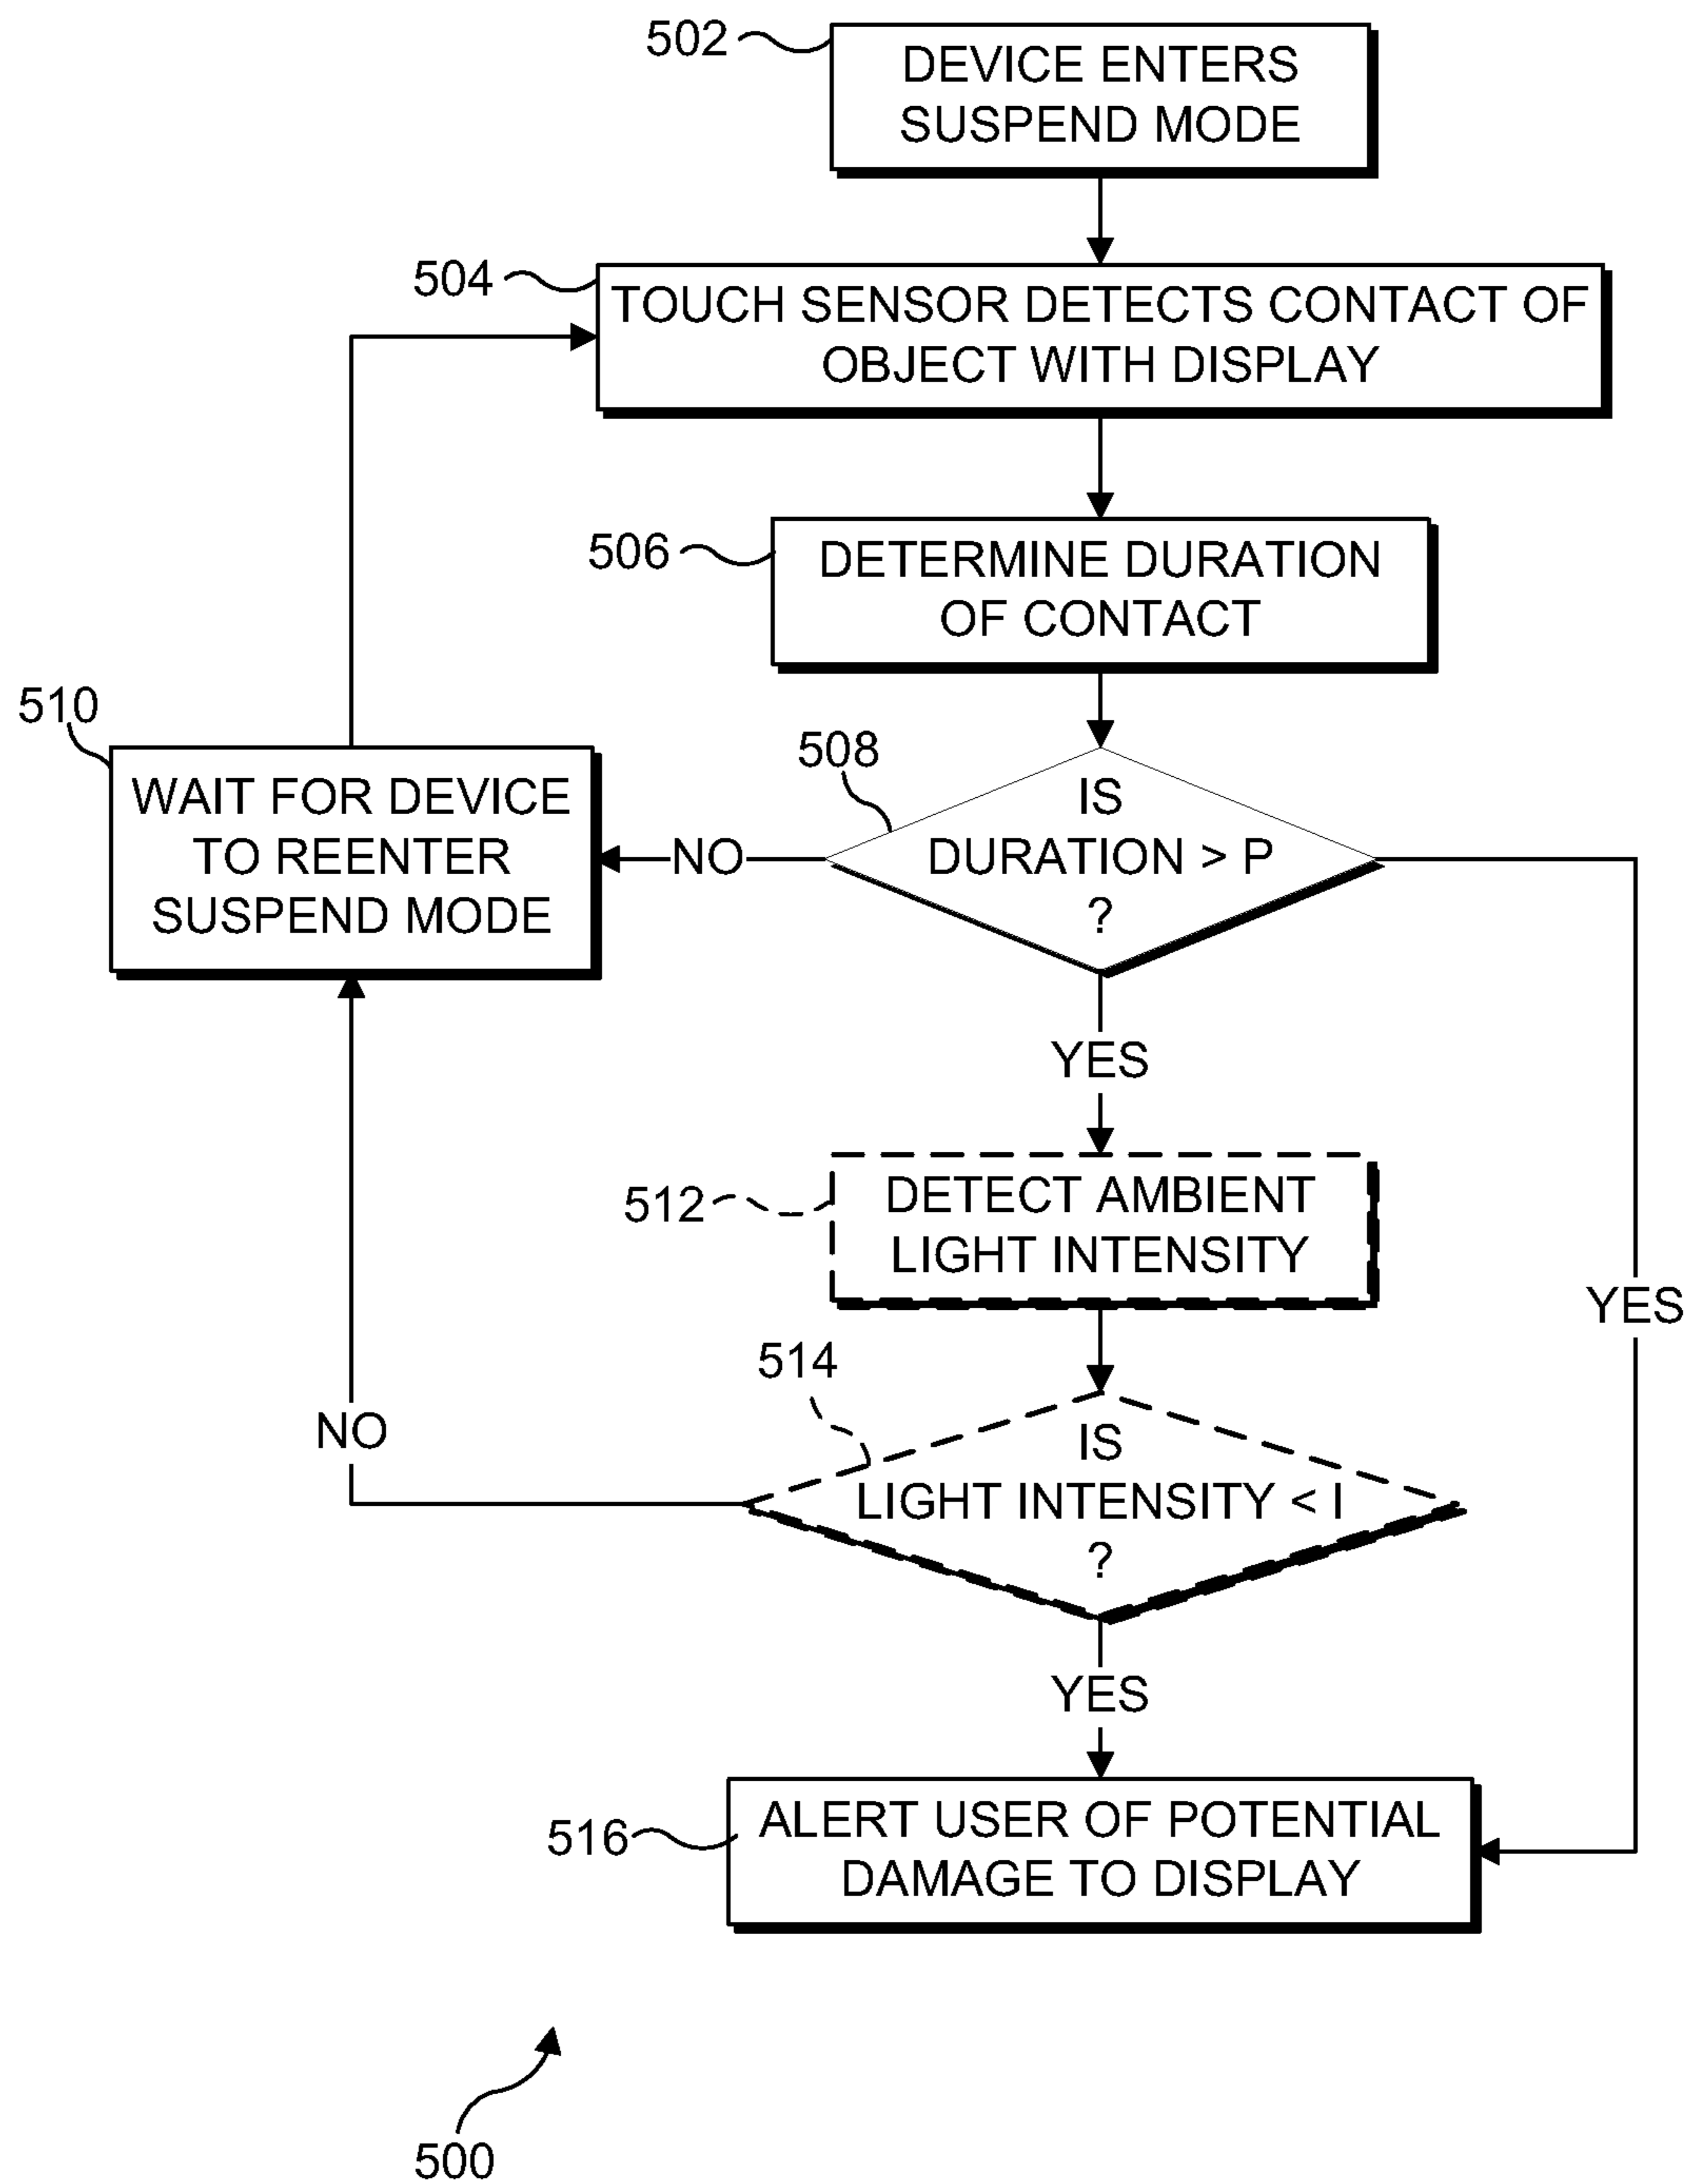 502
DEVICE ENTERS
SUSPEND MODE
504
TOUCH SENSOR DETECTS CONTACT OF
OBJECT WITH DISPLAY
506
DETERMINE DURATION
OF CONTACT
510
WAIT FOR DEVICE
TO REENTER
SUSPEND MODE
NO
508
IS
DURATION > P
?
YES
512
DETECT AMBIENT
LIGHT INTENSITY
YES
514
IS
LIGHT INTENSITY < I
?
NO
YES
516
ALERT USER OF POTENTIAL
DAMAGE TO DISPLAY
500